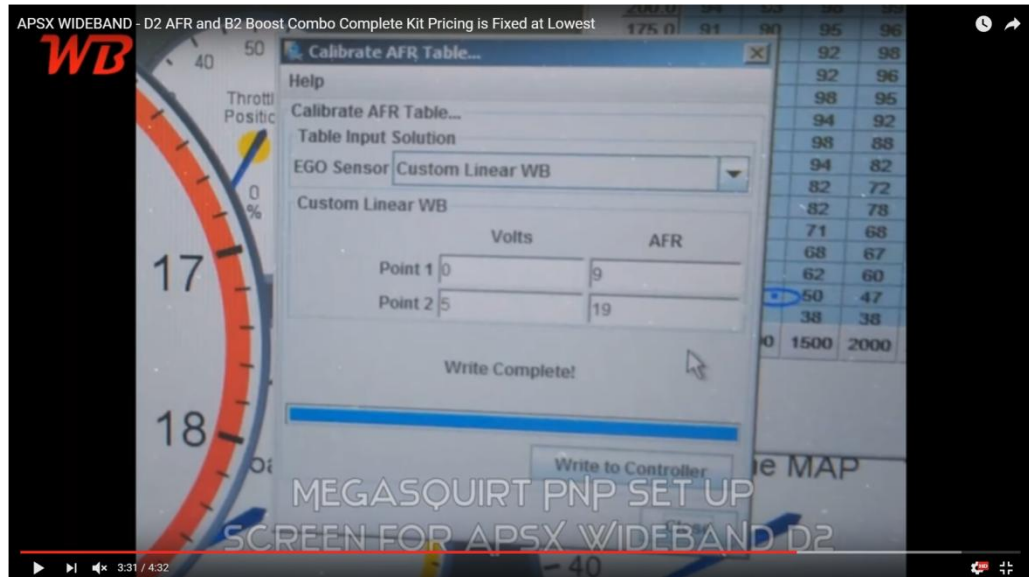 APSX WIDEBAND - D2 AFR and B2 Boost Combo Complete Kit Pricing is Fixed at Lowest
WB
50
40
Throttl
Positic
0
%
17
18
Calibrate AFR Table...
Help
Calibrate AFR Table...
Table Input Solution
EGO Sensor Custom Linear WB
Custom Linear WB
Volts AFR
Point 1 0 9
Point 2 5 19
Write Complete!
Write to Controller
Close
175.0 91 90 95 96
92 98
92 96
98 95
94 92
98 88
94 82
82 72
82 78
71 68
68 67
62 60
50 47
38 38
1500 2000
e MAP
40
MEGASQUIRT PNP SET UP
SCREEN FOR APSX WIDEBAND D2
3:31 / 4:32
HD